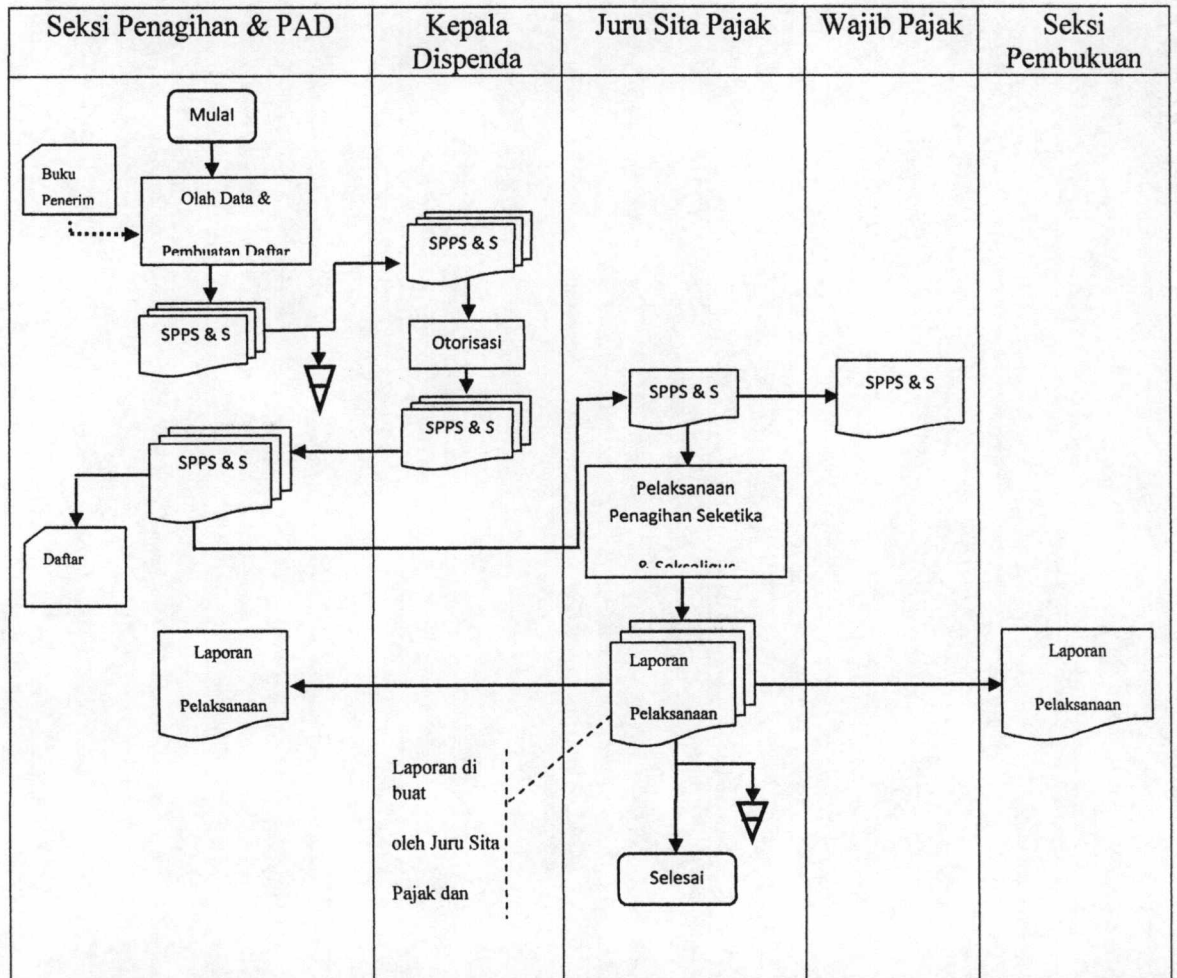 Seksi Penagihan & PAD
Kepala
Dispenda
Juru Sita Pajak
Wajib Pajak
Seksi
Pembukuan
Mulai
Buku
Penerim
Olah Data &
Pembuatan Daftar
SPPS & S
SPPS & S
Otorisasi
SPPS & S
SPPS & S
SPPS & S
SPPS & S
Daftar
Pelaksanaan
Penagihan Seketika
& Seksaligus
Laporan
Pelaksanaan
Laporan
Pelaksanaan
Laporan
Pelaksanaan
Laporan di
buat
oleh Juru Sita
Pajak dan
Selesai